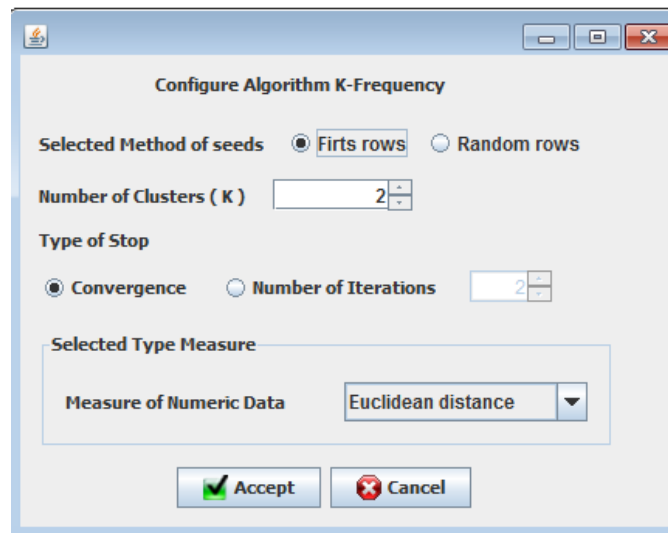 Configure Algorithm K-Frequency
Selected Method of seeds Firts rows Random rows
Number of Clusters ( K ) 2
Type of Stop
Convergence Number of Iterations 2
Selected Type Measure
Measure of Numeric Data Euclidean distance
Accept Cancel